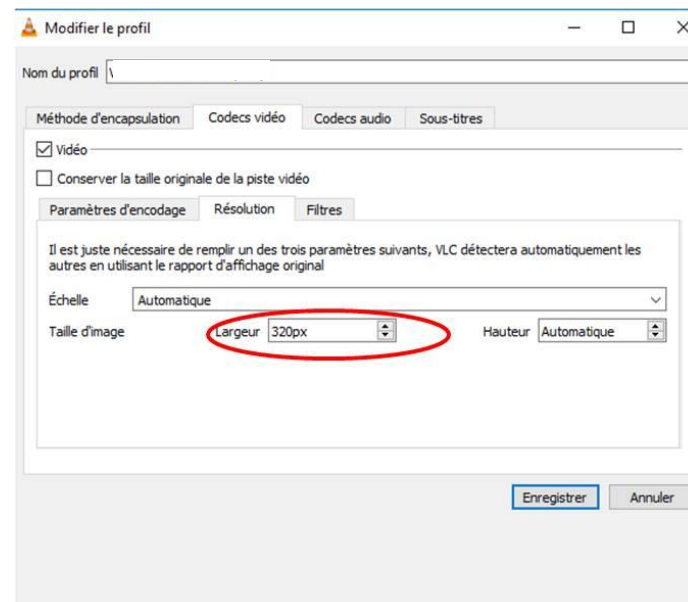 Modifier le profil
Nom du profil
Méthode d'encapsulation Codecs vidéo Codecs audio Sous-titres
Vidéo
Conserver la taille originale de la piste vidéo
Paramètres d'encodage Résolution Filtres
Il est juste nécessaire de remplir un des trois paramètres suivants, VLC détectera automatiquement les
autres en utilisant le rapport d'affichage original
Échelle Automatique
Taille d'image Largeur 320px Hauteur Automatique
Enregistrer Annuler